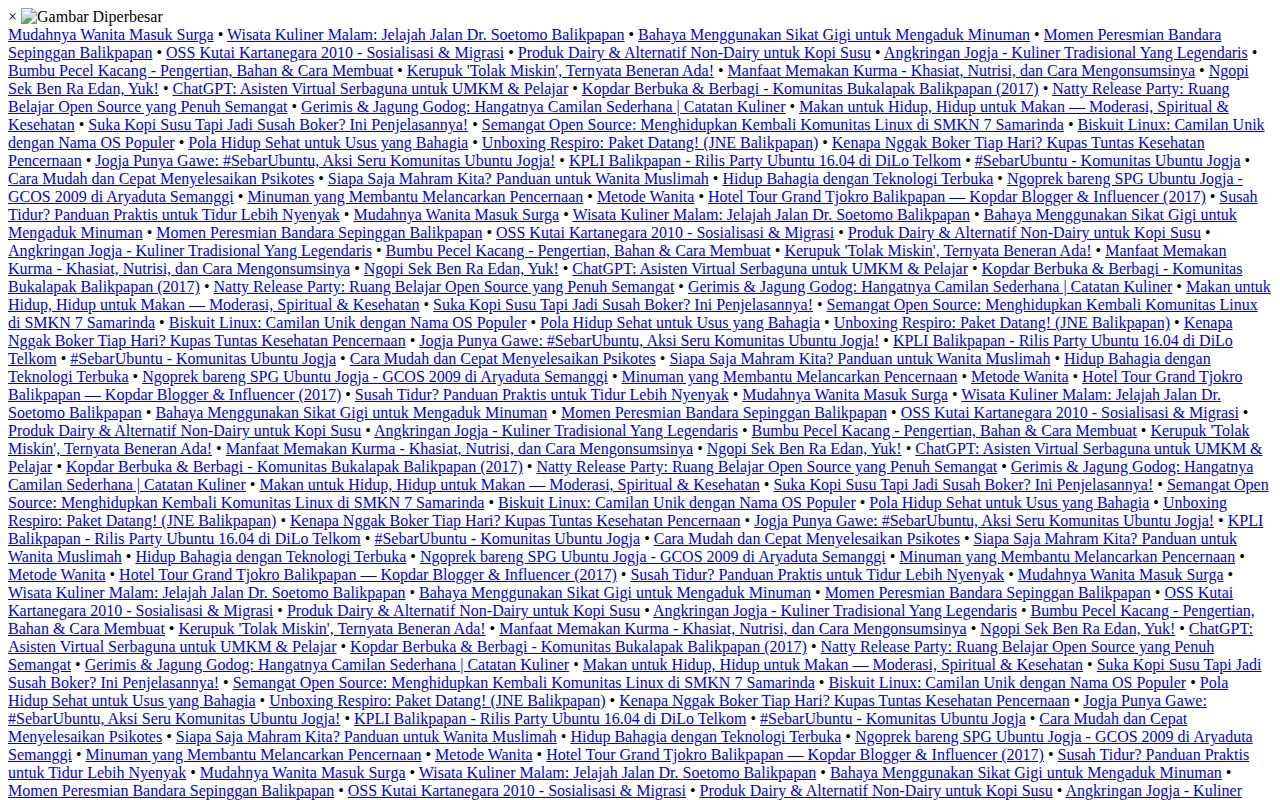 × Gambar Diperbesar
Mudahnya Wanita Masuk Surga • Wisata Kuliner Malam: Jelajah Jalan Dr. Soetomo Balikpapan • Bahaya Menggunakan Sikat Gigi untuk Mengaduk Minuman • Momen Peresmian Bandara
Sepinggan Balikpapan • OSS Kutai Kartanegara 2010 - Sosialisasi & Migrasi • Produk Dairy & Alternatif Non-Dairy untuk Kopi Susu • Angkringan Jogja - Kuliner Tradisional Yang Legendaris •
Bumbu Pecel Kacang - Pengertian, Bahan & Cara Membuat • Kerupuk 'Tolak Miskin', Ternyata Beneran Ada! • Manfaat Memakan Kurma - Khasiat, Nutrisi, dan Cara Mengonsumsinya • Ngopi
Sek Ben Ra Edan, Yuk! • ChatGPT: Asisten Virtual Serbaguna untuk UMKM & Pelajar • Kopdar Berbuka & Berbagi - Komunitas Bukalapak Balikpapan (2017) • Natty Release Party: Ruang
Belajar Open Source yang Penuh Semangat • Gerimis & Jagung Godog: Hangatnya Camilan Sederhana | Catatan Kuliner • Makan untuk Hidup, Hidup untuk Makan — Moderasi, Spiritual &
Kesehatan • Suka Kopi Susu Tapi Jadi Susah Boker? Ini Penjelasannya! • Semangat Open Source: Menghidupkan Kembali Komunitas Linux di SMKN 7 Samarinda • Biskuit Linux: Camilan Unik
dengan Nama OS Populer • Pola Hidup Sehat untuk Usus yang Bahagia • Unboxing Respiro: Paket Datang! (JNE Balikpapan) • Kenapa Nggak Boker Tiap Hari? Kupas Tuntas Kesehatan
Pencernaan • Jogja Punya Gawe: #SebarUbuntu, Aksi Seru Komunitas Ubuntu Jogja! • KPLI Balikpapan - Rilis Party Ubuntu 16.04 di DiLo Telkom • #SebarUbuntu - Komunitas Ubuntu Jogja •
Cara Mudah dan Cepat Menyelesaikan Psikotes • Siapa Saja Mahram Kita? Panduan untuk Wanita Muslimah • Hidup Bahagia dengan Teknologi Terbuka • Ngoprek bareng SPG Ubuntu Jogja -
GCOS 2009 di Aryaduta Semanggi • Minuman yang Membantu Melancarkan Pencernaan • Metode Wanita • Hotel Tour Grand Tjokro Balikpapan — Kopdar Blogger & Influencer (2017) • Susah
Tidur? Panduan Praktis untuk Tidur Lebih Nyenyak • Mudahnya Wanita Masuk Surga • Wisata Kuliner Malam: Jelajah Jalan Dr. Soetomo Balikpapan • Bahaya Menggunakan Sikat Gigi untuk
Mengaduk Minuman • Momen Peresmian Bandara Sepinggan Balikpapan • OSS Kutai Kartanegara 2010 - Sosialisasi & Migrasi • Produk Dairy & Alternatif Non-Dairy untuk Kopi Susu •
Angkringan Jogja - Kuliner Tradisional Yang Legendaris • Bumbu Pecel Kacang - Pengertian, Bahan & Cara Membuat • Kerupuk 'Tolak Miskin', Ternyata Beneran Ada! • Manfaat Memakan
Kurma - Khasiat, Nutrisi, dan Cara Mengonsumsinya • Ngopi Sek Ben Ra Edan, Yuk! • ChatGPT: Asisten Virtual Serbaguna untuk UMKM & Pelajar • Kopdar Berbuka & Berbagi - Komunitas
Bukalapak Balikpapan (2017) • Natty Release Party: Ruang Belajar Open Source yang Penuh Semangat • Gerimis & Jagung Godog: Hangatnya Camilan Sederhana | Catatan Kuliner • Makan untuk
Hidup, Hidup untuk Makan — Moderasi, Spiritual & Kesehatan • Suka Kopi Susu Tapi Jadi Susah Boker? Ini Penjelasannya! • Semangat Open Source: Menghidupkan Kembali Komunitas Linux
di SMKN 7 Samarinda • Biskuit Linux: Camilan Unik dengan Nama OS Populer • Pola Hidup Sehat untuk Usus yang Bahagia • Unboxing Respiro: Paket Datang! (JNE Balikpapan) • Kenapa
Nggak Boker Tiap Hari? Kupas Tuntas Kesehatan Pencernaan • Jogja Punya Gawe: #SebarUbuntu, Aksi Seru Komunitas Ubuntu Jogja! • KPLI Balikpapan - Rilis Party Ubuntu 16.04 di DiLo
Telkom • #SebarUbuntu - Komunitas Ubuntu Jogja • Cara Mudah dan Cepat Menyelesaikan Psikotes • Siapa Saja Mahram Kita? Panduan untuk Wanita Muslimah • Hidup Bahagia dengan
Teknologi Terbuka • Ngoprek bareng SPG Ubuntu Jogja - GCOS 2009 di Aryaduta Semanggi • Minuman yang Membantu Melancarkan Pencernaan • Metode Wanita • Hotel Tour Grand Tjokro
Balikpapan — Kopdar Blogger & Influencer (2017) • Susah Tidur? Panduan Praktis untuk Tidur Lebih Nyenyak • Mudahnya Wanita Masuk Surga • Wisata Kuliner Malam: Jelajah Jalan Dr.
Soetomo Balikpapan • Bahaya Menggunakan Sikat Gigi untuk Mengaduk Minuman • Momen Peresmian Bandara Sepinggan Balikpapan • OSS Kutai Kartanegara 2010 - Sosialisasi & Migrasi •
Produk Dairy & Alternatif Non-Dairy untuk Kopi Susu • Angkringan Jogja - Kuliner Tradisional Yang Legendaris • Bumbu Pecel Kacang - Pengertian, Bahan & Cara Membuat • Kerupuk 'Tolak
Miskin', Ternyata Beneran Ada! • Manfaat Memakan Kurma - Khasiat, Nutrisi, dan Cara Mengonsumsinya • Ngopi Sek Ben Ra Edan, Yuk! • ChatGPT: Asisten Virtual Serbaguna untuk UMKM &
Pelajar • Kopdar Berbuka & Berbagi - Komunitas Bukalapak Balikpapan (2017) • Natty Release Party: Ruang Belajar Open Source yang Penuh Semangat • Gerimis & Jagung Godog: Hangatnya
Camilan Sederhana | Catatan Kuliner • Makan untuk Hidup, Hidup untuk Makan — Moderasi, Spiritual & Kesehatan • Suka Kopi Susu Tapi Jadi Susah Boker? Ini Penjelasannya! • Semangat Open
Source: Menghidupkan Kembali Komunitas Linux di SMKN 7 Samarinda • Biskuit Linux: Camilan Unik dengan Nama OS Populer • Pola Hidup Sehat untuk Usus yang Bahagia • Unboxing
Respiro: Paket Datang! (JNE Balikpapan) • Kenapa Nggak Boker Tiap Hari? Kupas Tuntas Kesehatan Pencernaan • Jogja Punya Gawe: #SebarUbuntu, Aksi Seru Komunitas Ubuntu Jogja! • KPLI
Balikpapan - Rilis Party Ubuntu 16.04 di DiLo Telkom • #SebarUbuntu - Komunitas Ubuntu Jogja • Cara Mudah dan Cepat Menyelesaikan Psikotes • Siapa Saja Mahram Kita? Panduan untuk
Wanita Muslimah • Hidup Bahagia dengan Teknologi Terbuka • Ngoprek bareng SPG Ubuntu Jogja - GCOS 2009 di Aryaduta Semanggi • Minuman yang Membantu Melancarkan Pencernaan •
Metode Wanita • Hotel Tour Grand Tjokro Balikpapan — Kopdar Blogger & Influencer (2017) • Susah Tidur? Panduan Praktis untuk Tidur Lebih Nyenyak • Mudahnya Wanita Masuk Surga •
Wisata Kuliner Malam: Jelajah Jalan Dr. Soetomo Balikpapan • Bahaya Menggunakan Sikat Gigi untuk Mengaduk Minuman • Momen Peresmian Bandara Sepinggan Balikpapan • OSS Kutai
Kartanegara 2010 - Sosialisasi & Migrasi • Produk Dairy & Alternatif Non-Dairy untuk Kopi Susu • Angkringan Jogja - Kuliner Tradisional Yang Legendaris • Bumbu Pecel Kacang - Pengertian,
Bahan & Cara Membuat • Kerupuk 'Tolak Miskin', Ternyata Beneran Ada! • Manfaat Memakan Kurma - Khasiat, Nutrisi, dan Cara Mengonsumsinya • Ngopi Sek Ben Ra Edan, Yuk! • ChatGPT:
Asisten Virtual Serbaguna untuk UMKM & Pelajar • Kopdar Berbuka & Berbagi - Komunitas Bukalapak Balikpapan (2017) • Natty Release Party: Ruang Belajar Open Source yang Penuh
Semangat • Gerimis & Jagung Godog: Hangatnya Camilan Sederhana | Catatan Kuliner • Makan untuk Hidup, Hidup untuk Makan — Moderasi, Spiritual & Kesehatan • Suka Kopi Susu Tapi Jadi
Susah Boker? Ini Penjelasannya! • Semangat Open Source: Menghidupkan Kembali Komunitas Linux di SMKN 7 Samarinda • Biskuit Linux: Camilan Unik dengan Nama OS Populer • Pola
Hidup Sehat untuk Usus yang Bahagia • Unboxing Respiro: Paket Datang! (JNE Balikpapan) • Kenapa Nggak Boker Tiap Hari? Kupas Tuntas Kesehatan Pencernaan • Jogja Punya Gawe:
#SebarUbuntu, Aksi Seru Komunitas Ubuntu Jogja! • KPLI Balikpapan - Rilis Party Ubuntu 16.04 di DiLo Telkom • #SebarUbuntu - Komunitas Ubuntu Jogja • Cara Mudah dan Cepat
Menyelesaikan Psikotes • Siapa Saja Mahram Kita? Panduan untuk Wanita Muslimah • Hidup Bahagia dengan Teknologi Terbuka • Ngoprek bareng SPG Ubuntu Jogja - GCOS 2009 di Aryaduta
Semanggi • Minuman yang Membantu Melancarkan Pencernaan • Metode Wanita • Hotel Tour Grand Tjokro Balikpapan — Kopdar Blogger & Influencer (2017) • Susah Tidur? Panduan Praktis
untuk Tidur Lebih Nyenyak • Mudahnya Wanita Masuk Surga • Wisata Kuliner Malam: Jelajah Jalan Dr. Soetomo Balikpapan • Bahaya Menggunakan Sikat Gigi untuk Mengaduk Minuman •
Momen Peresmian Bandara Sepinggan Balikpapan • OSS Kutai Kartanegara 2010 - Sosialisasi & Migrasi • Produk Dairy & Alternatif Non-Dairy untuk Kopi Susu • Angkringan Jogja - Kuliner